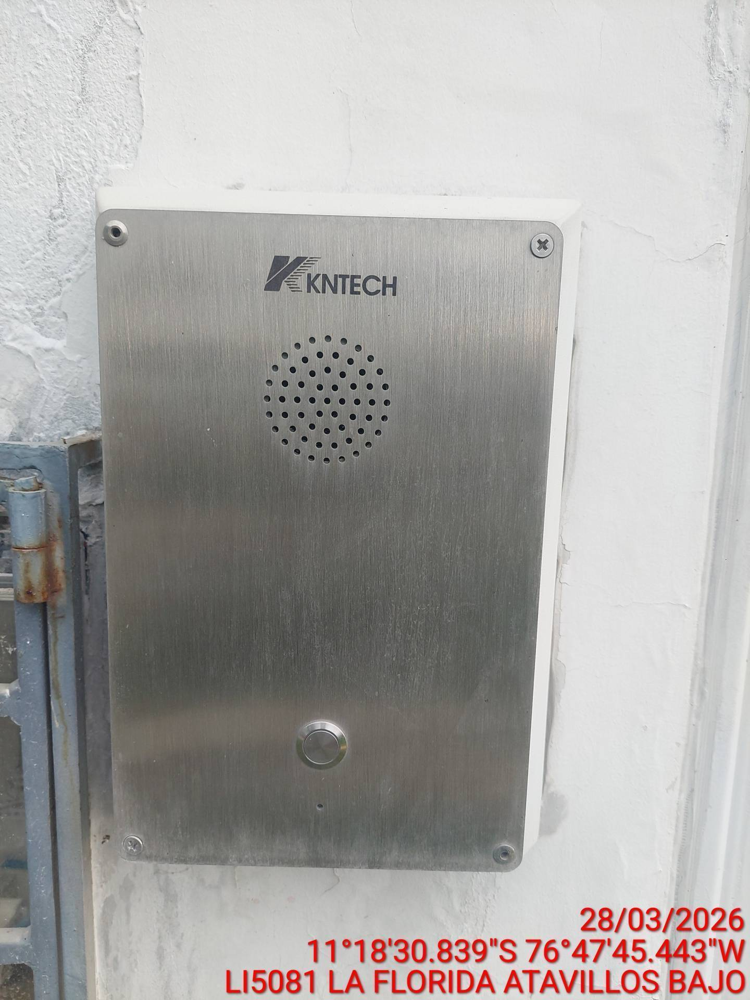 KNTECH
28/03/2026
11°18'30.839"S 76°47'45.443"W
LI5081 LA FLORIDA ATAVILLOS BAJO